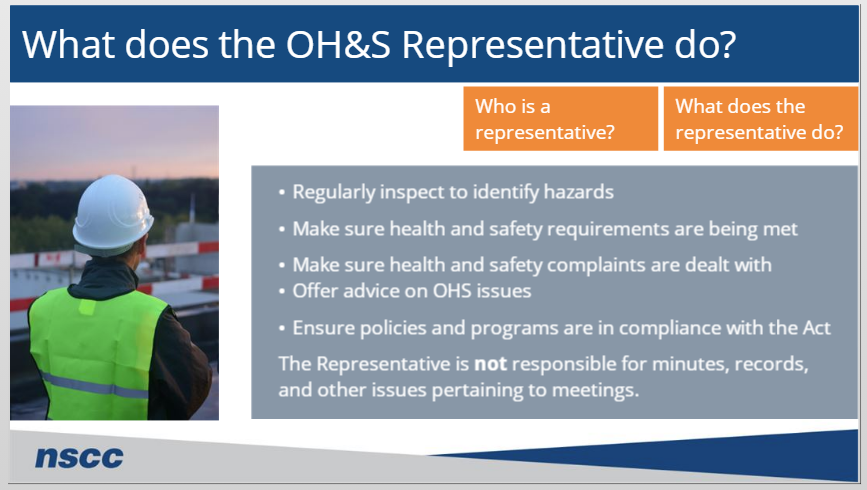 What does the OH&S Representative do?
Who is a
representative?
What does the
representative do?
• Regularly inspect to identify hazards
• Make sure health and safety requirements are being met
• Make sure health and safety complaints are dealt with
• Offer advice on OHS issues
• Ensure policies and programs are in compliance with the Act
The Representative is not responsible for minutes, records,
and other issues pertaining to meetings.
nscc